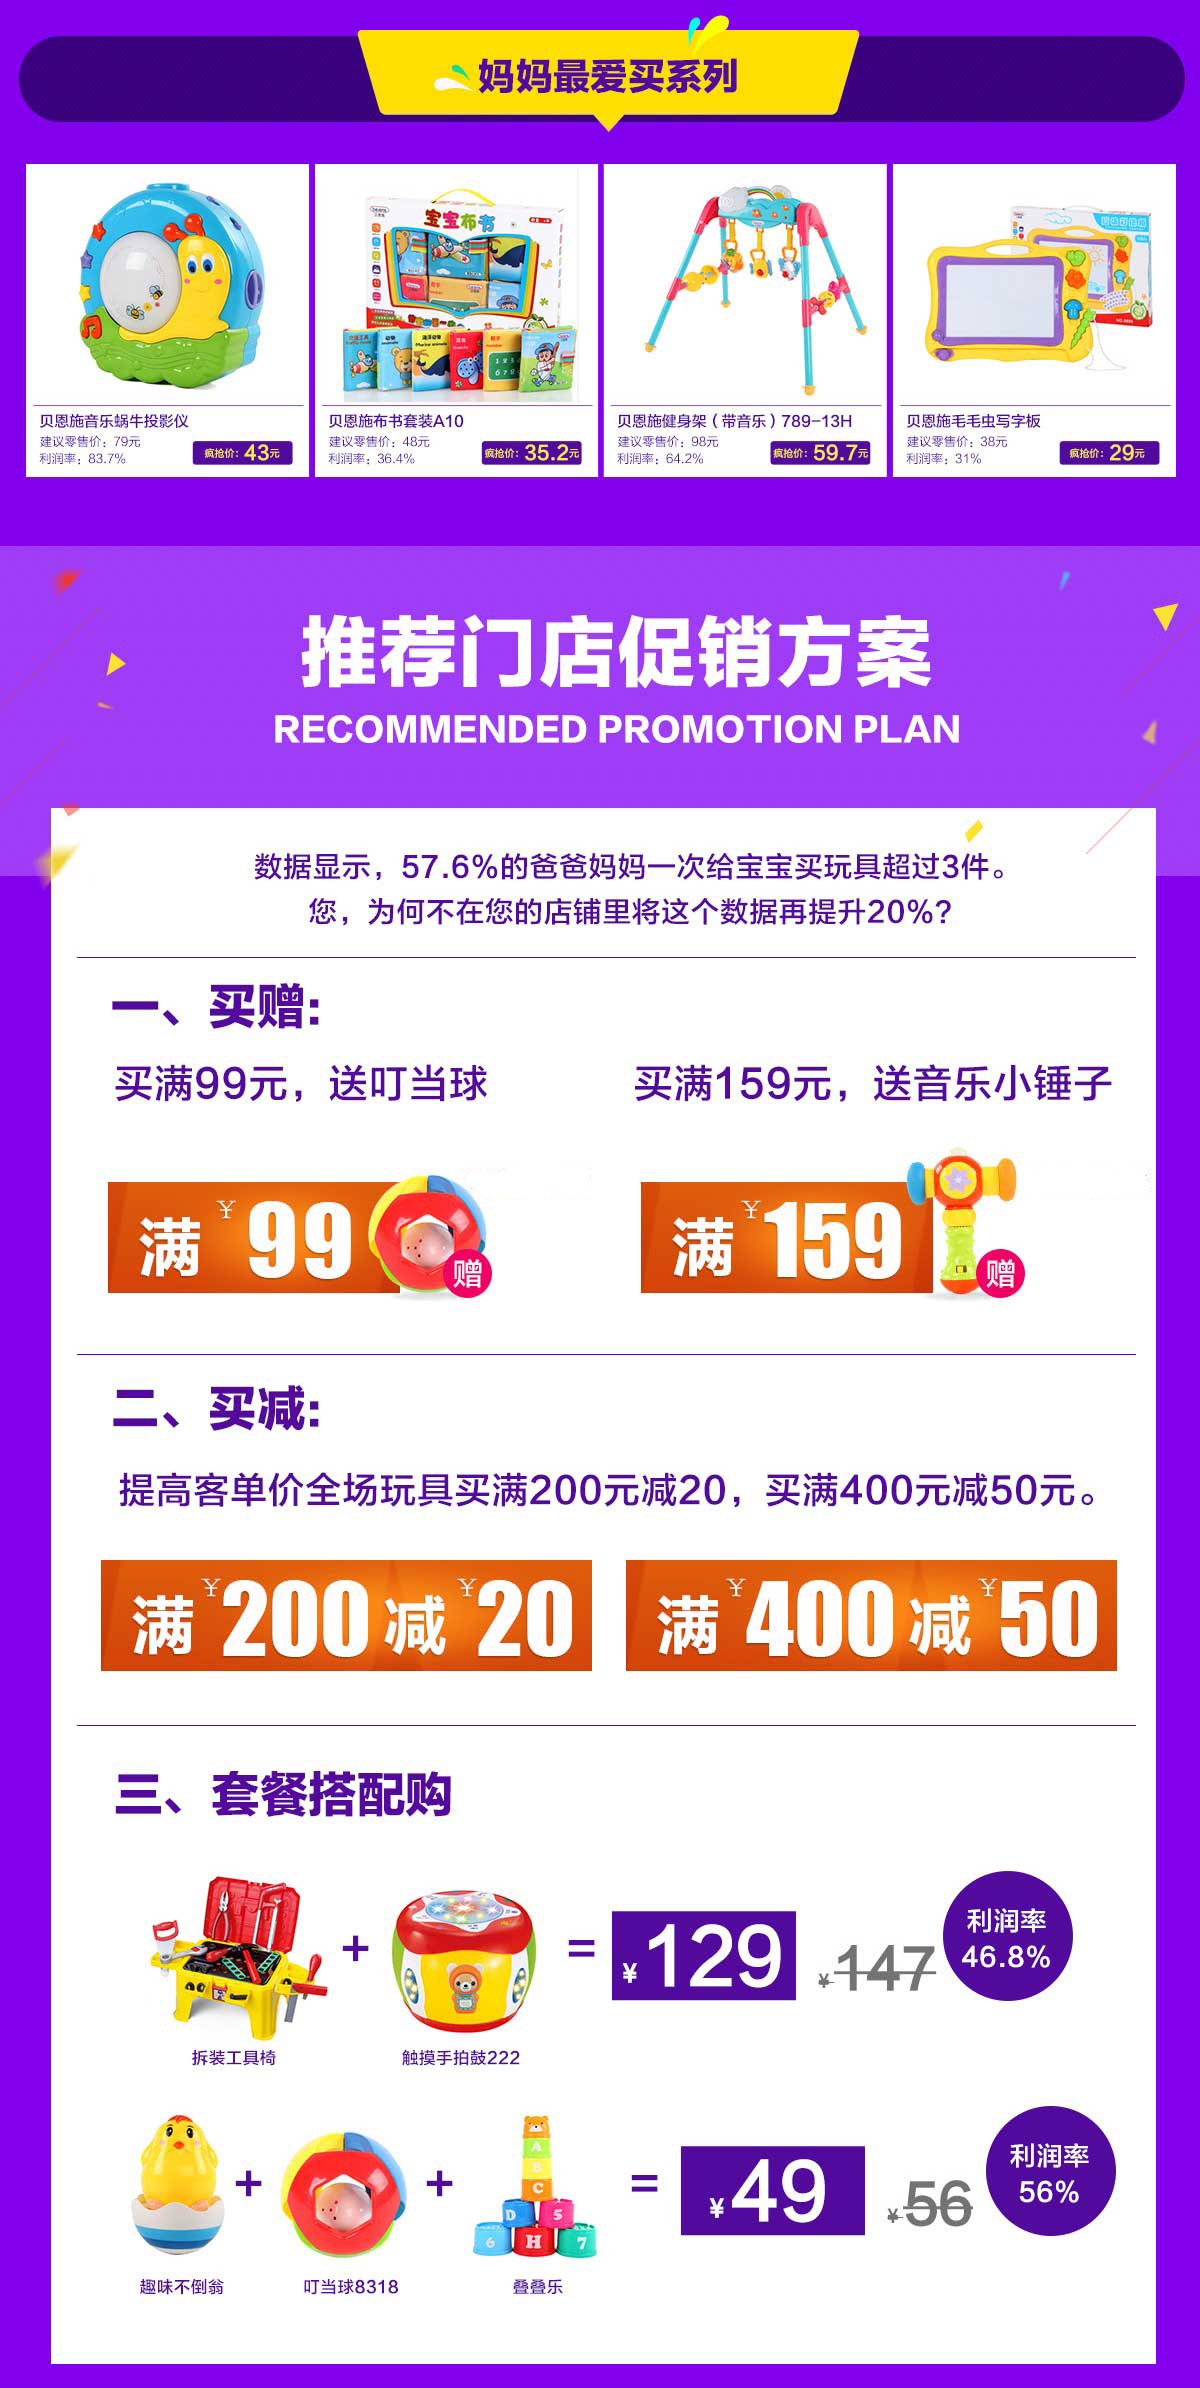 妈妈最爱买系列
宝宝布书
贝恩施音乐蜗牛投影仪
建议零售价：79元
利润率：83.7%
疯抢价：43元
贝恩施布书套装A10
建议零售价：48元
利润率：36.4%
疯抢价：35.2元
贝恩施健身架（带音乐）789-13H
建议零售价：98元
利润率：64.2%
疯抢价：59.7元
贝恩施毛毛虫写字板
建议零售价：38元
利润率：31%
疯抢价：29元
推荐门店促销方案
RECOMMENDED PROMOTION PLAN
数据显示，57.6%的爸爸妈妈一次给宝宝买玩具超过3件。
您，为何不在您的店铺里将这个数据再提升20%？
一、买赠：
买满99元，送叮当球
买满159元，送音乐小锤子
满¥99
赠
满¥159
赠
二、买减：
提高客单价全场玩具买满200元减20，买满400元减50元。
满¥200减¥20
满¥400减¥50
三、套餐搭配购
+
=
¥129
¥147
利润率
46.8%
拆装工具椅
触摸手拍鼓222
A
B
C
D 5
6 H 7
+
+
=
¥49
¥56
利润率
56%
趣味不倒翁
叮当球8318
叠叠乐